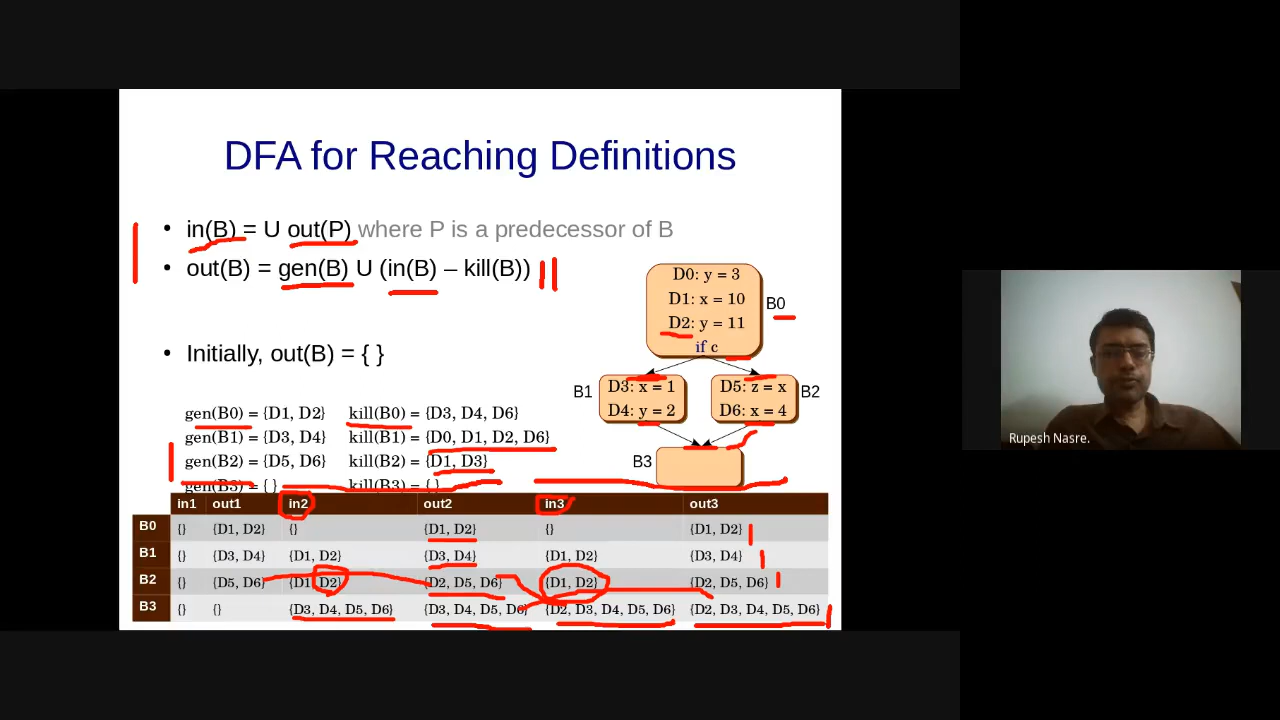 DFA for Reaching Definitions
• in(B) = U out(P) where P is a predecessor of B
• out(B) = gen(B) U (in(B) – kill(B))
• Initially, out(B) = { }
D0: y = 3
D1: x = 10
D2: y = 11
if c
B0
B1
D3: x = 1
D4: y = 2
D5: z = x
D6: x = 4
B2
B3
gen(B0) = {D1, D2} kill(B0) = {D3, D4, D6}
gen(B1) = {D3, D4} kill(B1) = {D0, D1, D2, D6}
gen(B2) = {D5, D6} kill(B2) = {D1, D3}
gen(B3) = { } kill(B3) = { }
in1 out1 in2 out2 in3 out3
B0 {} {D1, D2} {} {D1, D2} {} {D1, D2}
B1 {} {D3, D4} {D1, D2} {D3, D4} {D1, D2} {D3, D4}
B2 {} {D5, D6} {D1, D2} {D2, D5, D6} {D1, D2} {D2, D5, D6}
B3 {} {} {D3, D4, D5, D6} {D3, D4, D5, D6} {D2, D3, D4, D5, D6} {D2, D3, D4, D5, D6}
Rupesh Nasre.